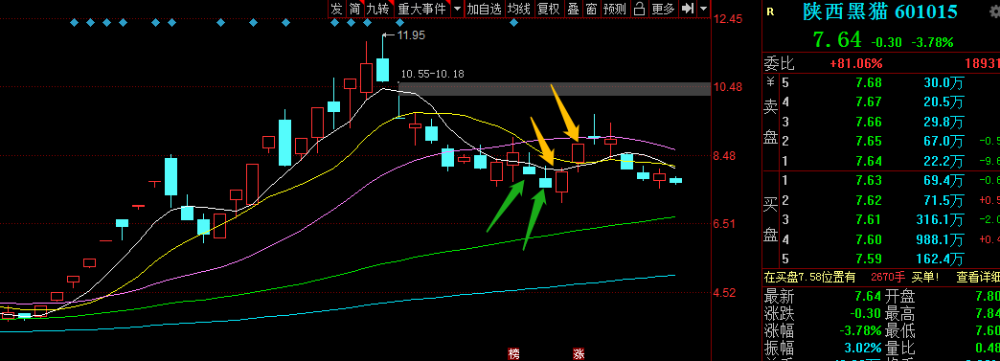 发 简 九转 重大事件 加自选 均线 复权 叠 窗 预测 更多
12.45
10.48
8.48
6.51
4.52
11.95
10.55-10.18
榜 涨
R 陕西黑猫 601015
7.64 -0.30 -3.78%
委比 +81.06% 18931
¥ 卖盘
5 7.68 30.0万
4 7.67 20.5万
3 7.66 29.8万
2 7.65 67.0万 -0.5
1 7.64 22.2万 -9.6
买盘
1 7.63 69.4万 -0.6
2 7.62 71.5万 +0.5
3 7.61 316.1万 -2.0
4 7.60 988.1万 +0.4
5 7.59 162.4万
在买盘7.58位置有 2670手 买单! 查看详细
最新 7.64 开盘 7.80
涨跌 -0.30 最高 7.84
涨幅 -3.78% 最低 7.60
振幅 3.02% 量比 0.48